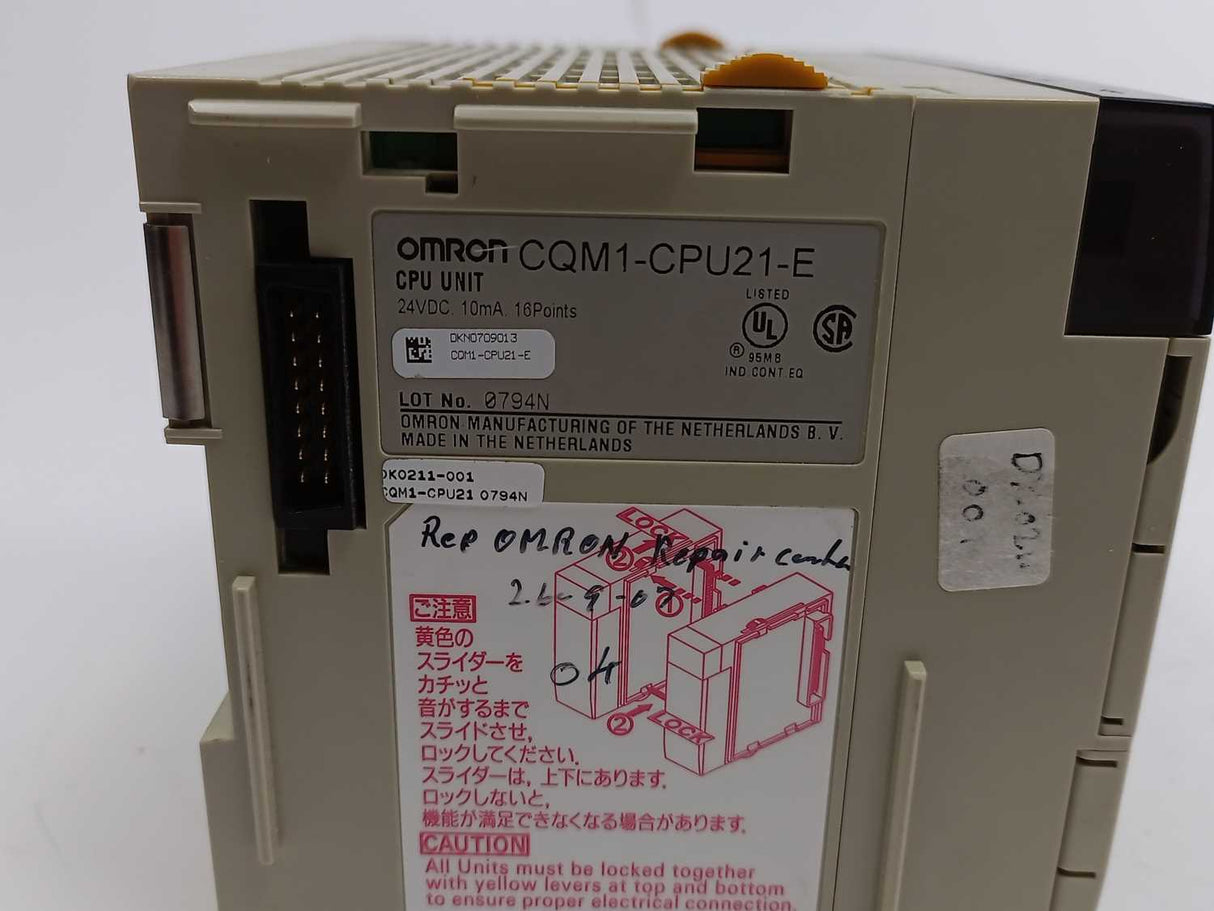 OMRON CQM1-CPU21-E
CPU UNIT
24VDC. 10mA. 16Points
LISTED
UL
® 95M8
IND.CONT.EQ
SA
DKN0709013
CQM1-CPU21-E
LOT No. 0794N
OMRON MANUFACTURING OF THE NETHERLANDS B. V.
MADE IN THE NETHERLANDS
DK0211-001
CQM1-CPU21 0794N
Rep OMRON Repair center
OK
LOCK
②
①
②
LOCK
ご注意
黄色の
スライダーを
カチッと
音がするまで
スライドさせ,
ロックしてください.
スライダーは, 上下にあります.
ロックしないと,
機能が満足できなくなる場合があります.
CAUTION
All Units must be locked together
with yellow levers at top and bottom
to ensure proper electrical connection.